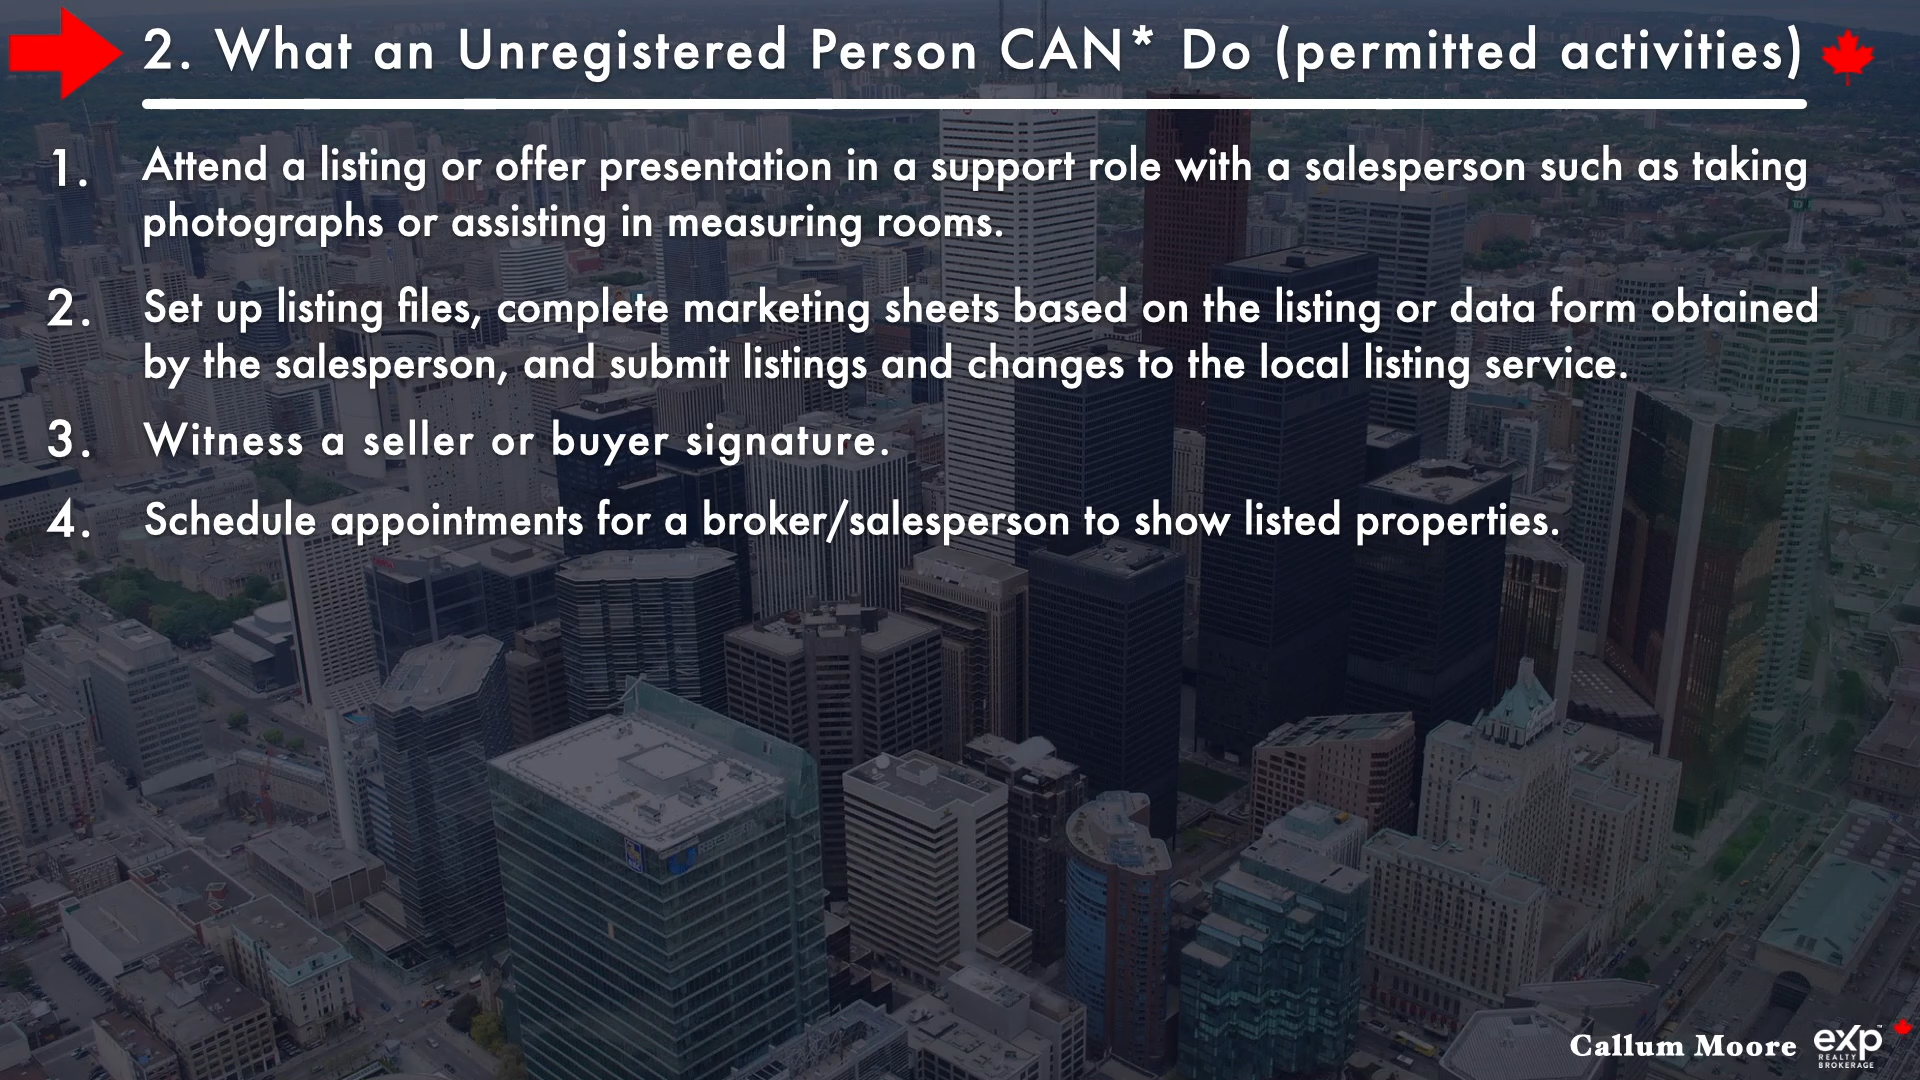 2. What an Unregistered Person CAN* Do (permitted activities)
1. Attend a listing or offer presentation in a support role with a salesperson such as taking
photographs or assisting in measuring rooms.
2. Set up listing files, complete marketing sheets based on the listing or data form obtained
by the salesperson, and submit listings and changes to the local listing service.
3. Witness a seller or buyer signature.
4. Schedule appointments for a broker/salesperson to show listed properties.
Callum Moore
eXp
REALTY
BROKERAGE